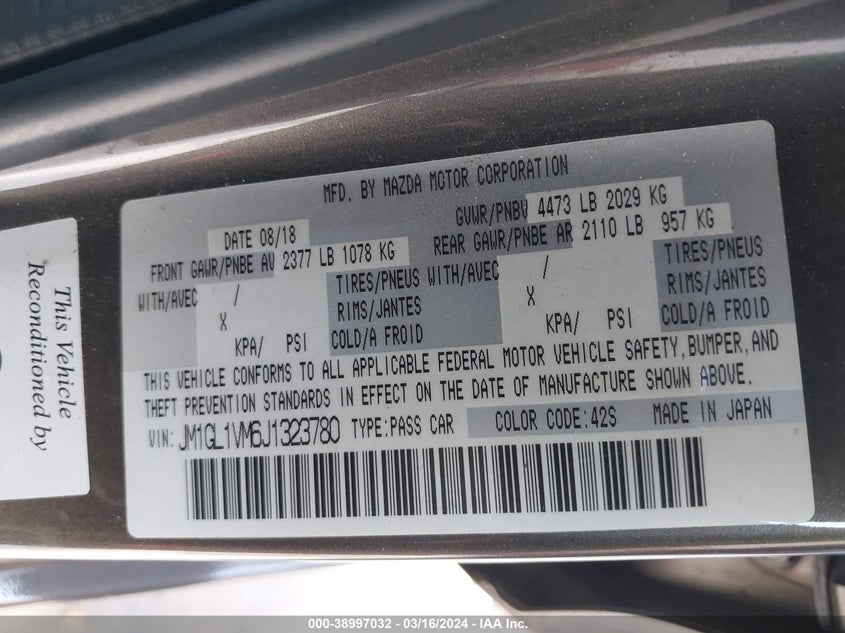 MFD. BY MAZDA MOTOR CORPORATION
GVWR/PNBV 4473 LB 2029 KG
DATE 08/18
FRONT GAWR/PNBE AV 2377 LB 1078 KG
REAR GAWR/PNBE AR 2110 LB 957 KG
WITH/AVEC / TIRES/PNEUS
X RIMS/JANTES
KPA/ PSI COLD/A FROID
WITH/AVEC / TIRES/PNEUS
X RIMS/JANTES
KPA/ PSI COLD/A FROID
THIS VEHICLE CONFORMS TO ALL APPLICABLE FEDERAL MOTOR VEHICLE SAFETY, BUMPER, AND
THEFT PREVENTION STANDARDS IN EFFECT ON THE DATE OF MANUFACTURE SHOWN ABOVE.
VIN: JM1GL1VM6J1323780 TYPE:PASS CAR COLOR CODE:42S MADE IN JAPAN
This Vehicle
Reconditioned by
000-38997032 — 03/16/2024 — IAA Inc.